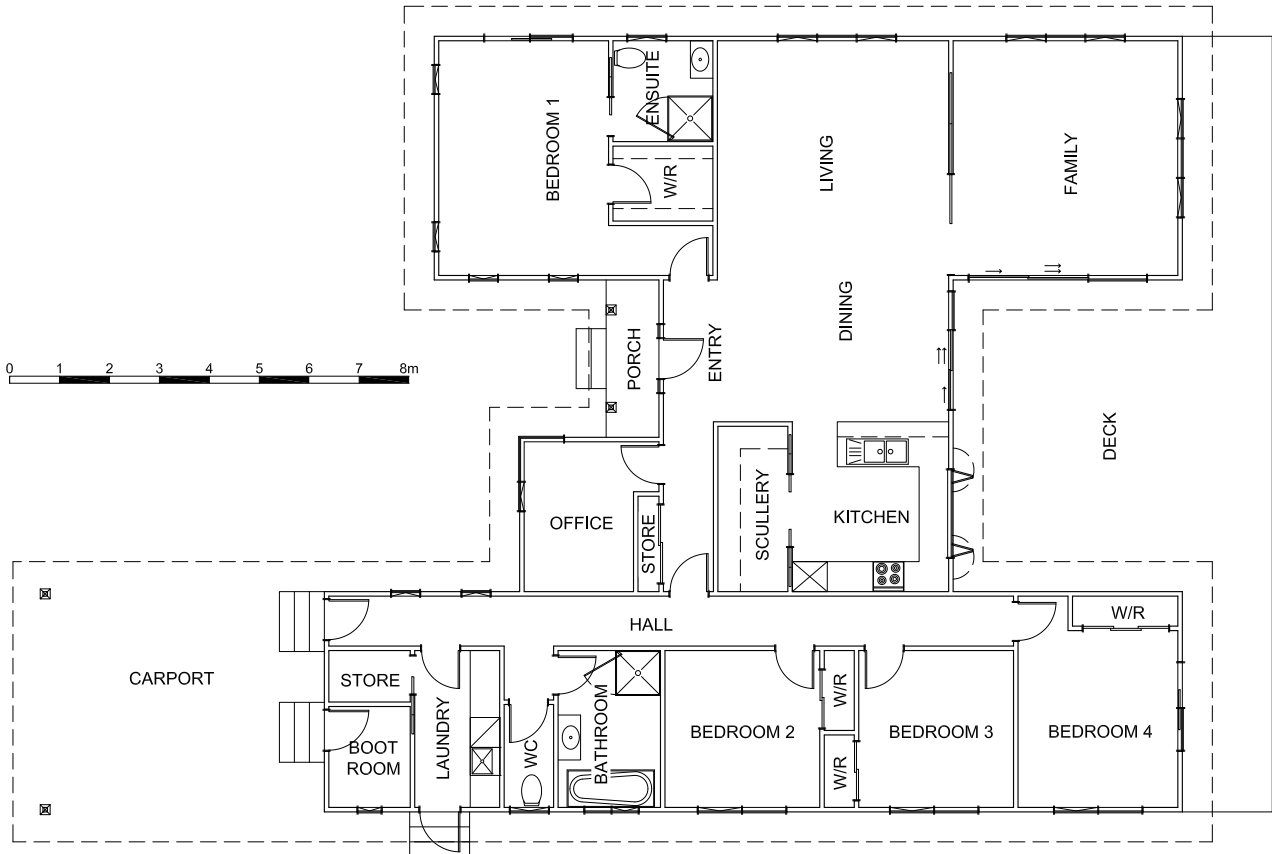 BEDROOM 1
ENSUITE
W/R
LIVING
FAMILY
DINING
PORCH
ENTRY
0 1 2 3 4 5 6 7 8m
DECK
OFFICE
STORE
SCULLERY
KITCHEN
HALL
W/R
CARPORT
STORE
BOOT
ROOM
LAUNDRY
WC
BATHROOM
BEDROOM 2
W/R
W/R
BEDROOM 3
BEDROOM 4